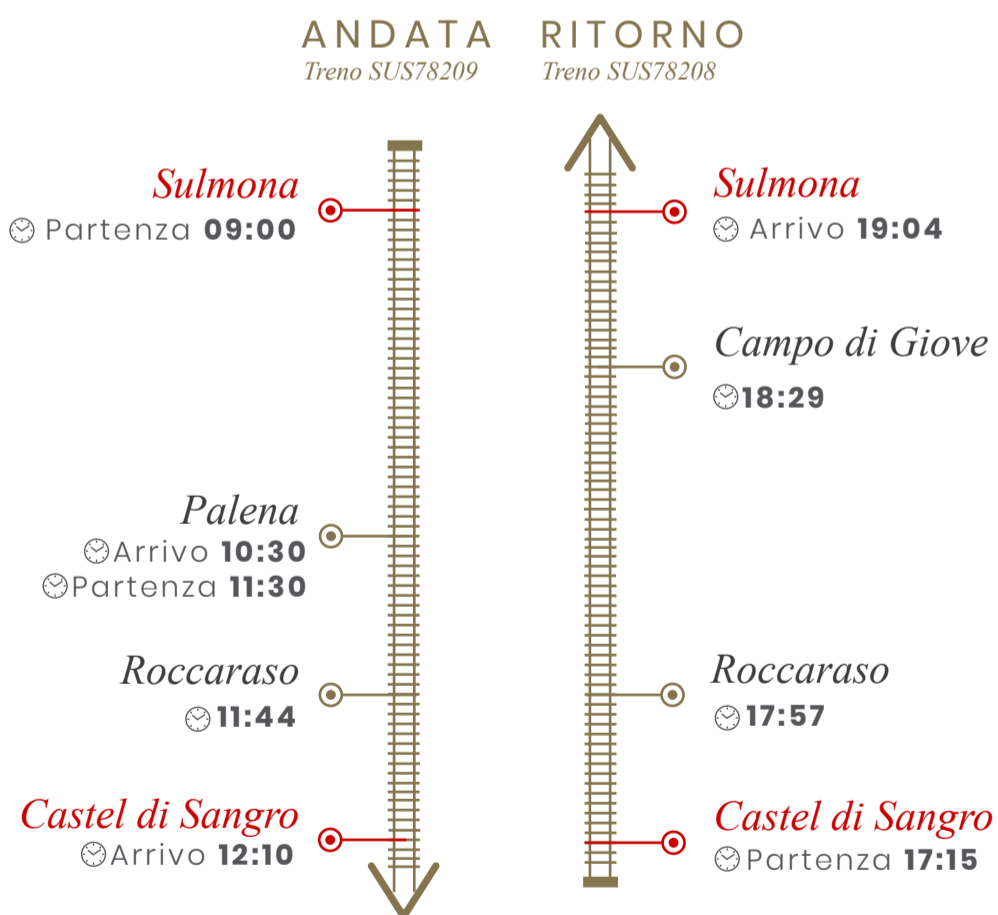 ANDATA
Treno SUS78209
Sulmona
Partenza 09:00
Palena
Arrivo 10:30
Partenza 11:30
Roccaraso
11:44
Castel di Sangro
Arrivo 12:10
RITORNO
Treno SUS78208
Sulmona
Arrivo 19:04
Campo di Giove
18:29
Roccaraso
17:57
Castel di Sangro
Partenza 17:15